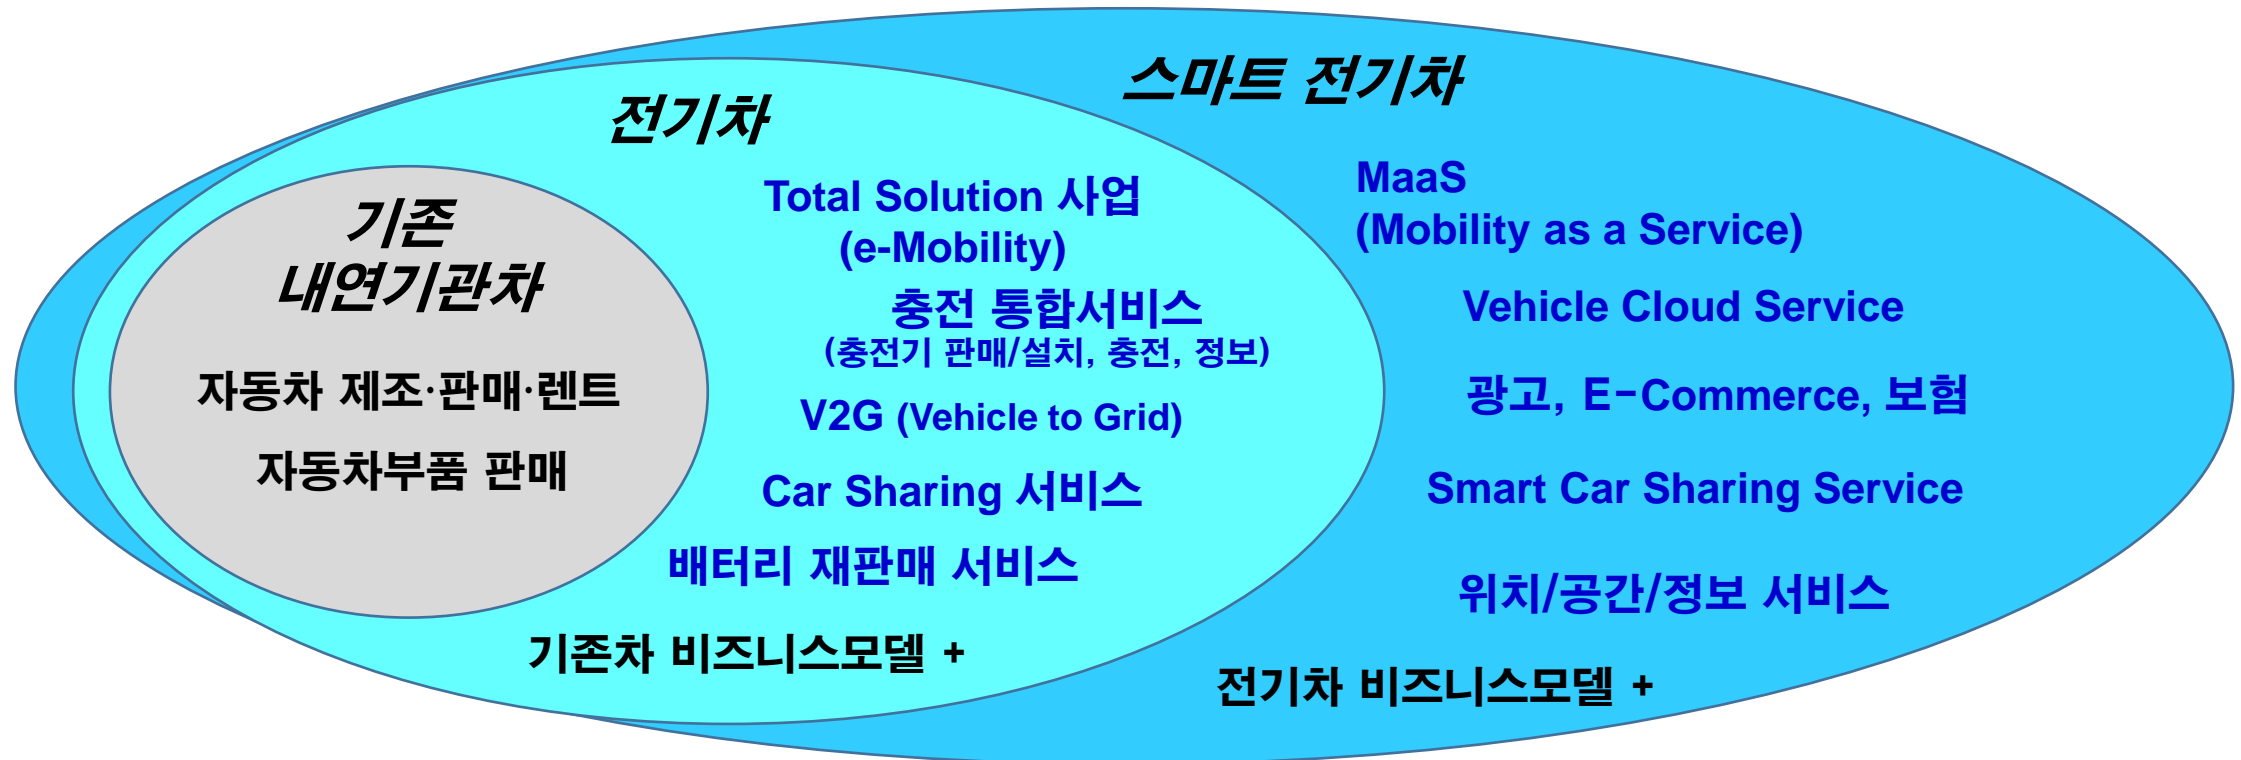 기존
내연기관차
자동차 제조·판매·렌트
자동차부품 판매
전기차
Total Solution 사업
(e-Mobility)
충전 통합서비스
(충전기 판매/설치, 충전, 정보)
V2G (Vehicle to Grid)
Car Sharing 서비스
배터리 재판매 서비스
기존차 비즈니스모델 +
스마트 전기차
MaaS
(Mobility as a Service)
Vehicle Cloud Service
광고, E-Commerce, 보험
Smart Car Sharing Service
위치/공간/정보 서비스
전기차 비즈니스모델 +